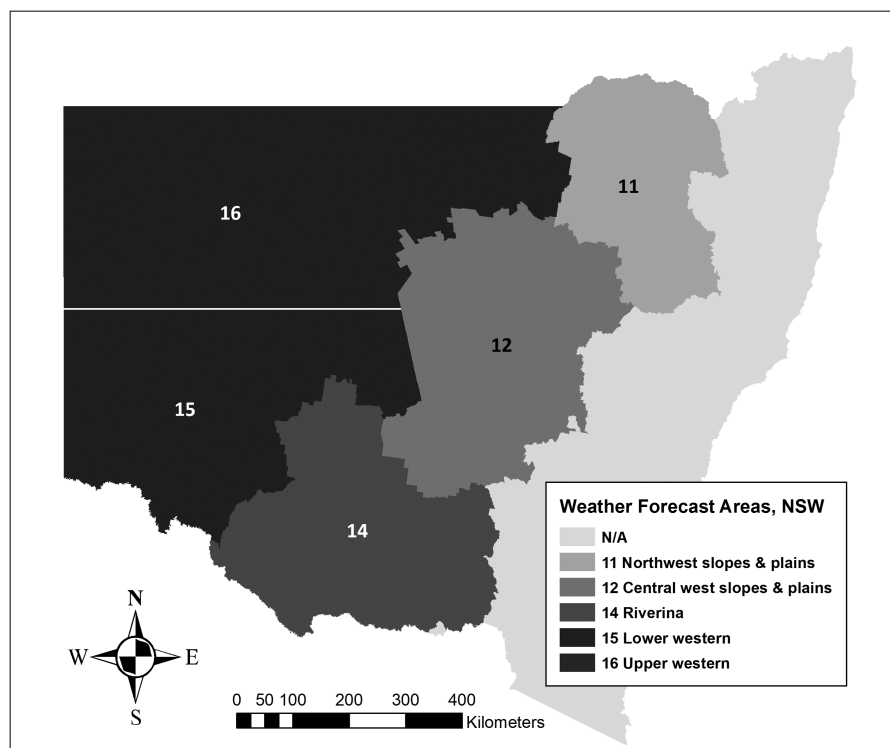 11
16
12
15
14
Weather Forecast Areas, NSW
N/A
11 Northwest slopes & plains
12 Central west slopes & plains
14 Riverina
15 Lower western
16 Upper western
N
W E
S
0 50 100 200 300 400
Kilometers